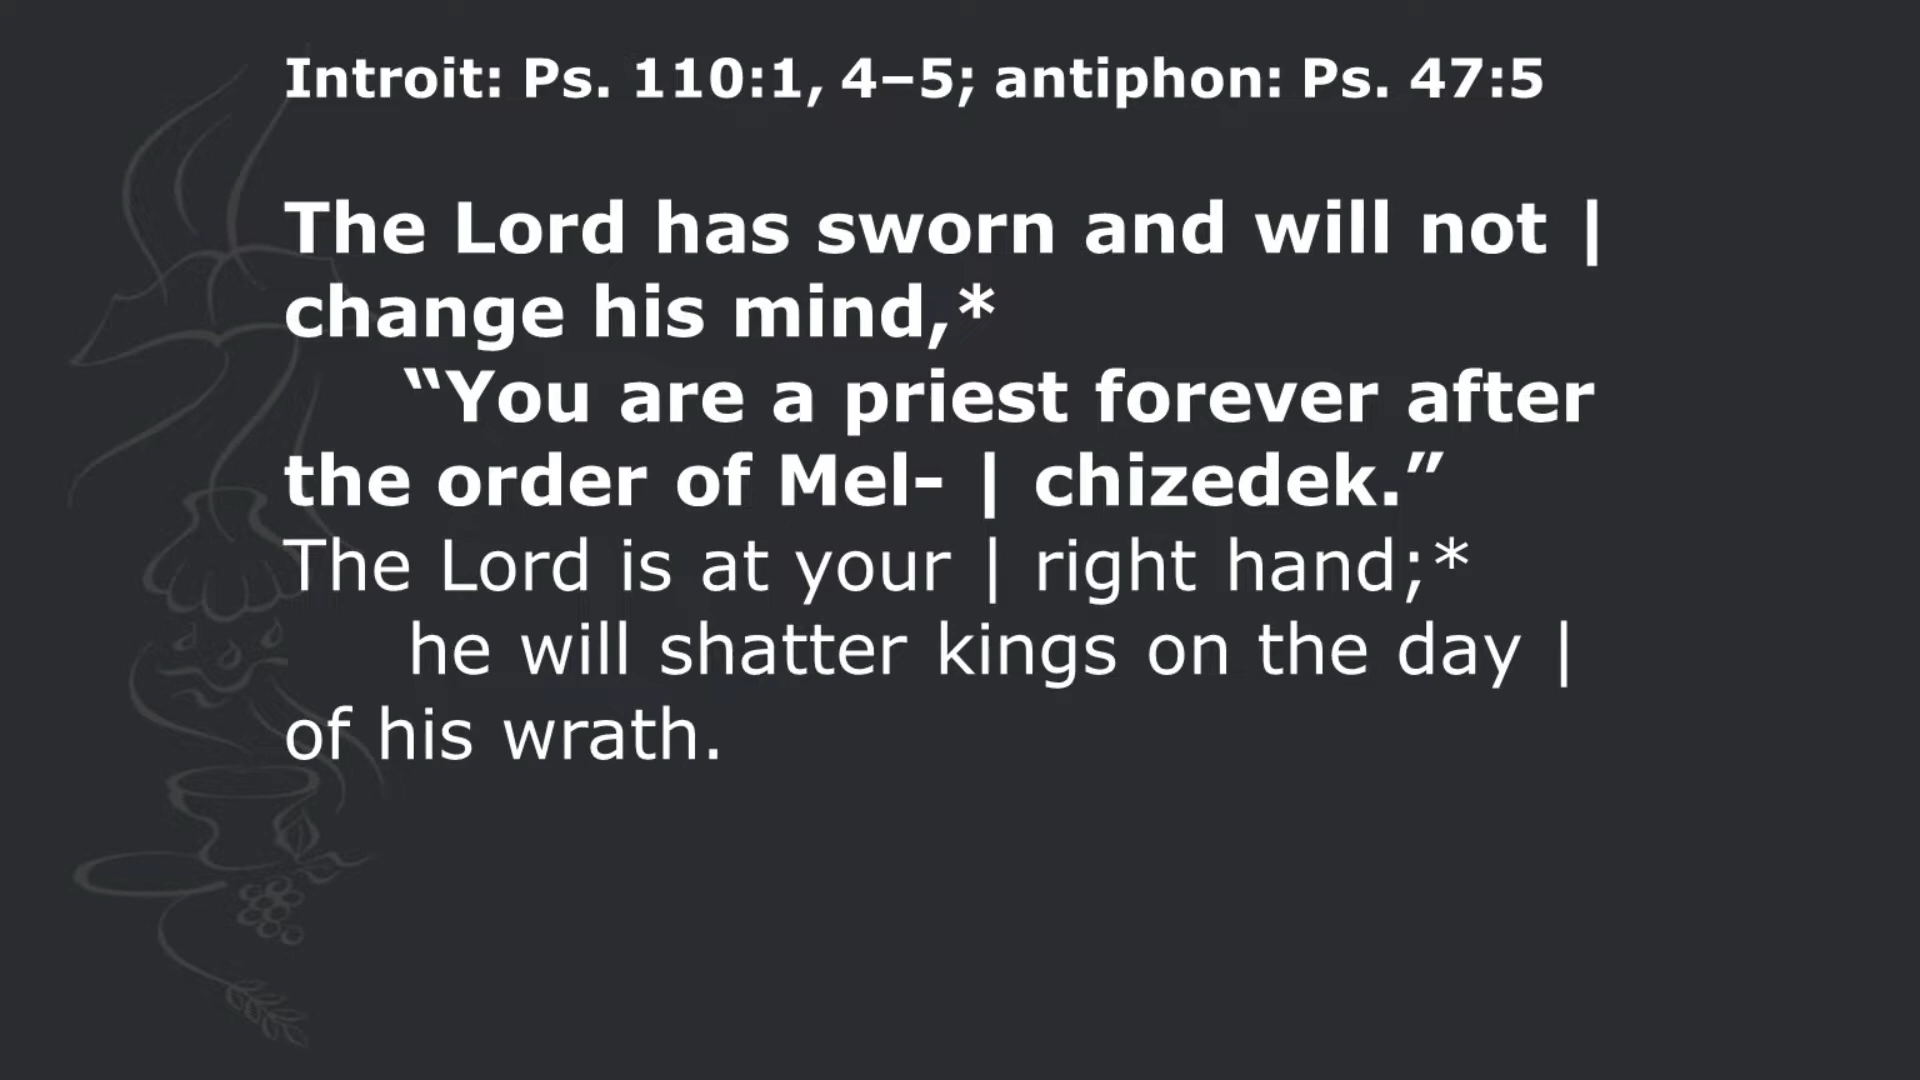 Introit: Ps. 110:1, 4–5; antiphon: Ps. 47:5
The Lord has sworn and will not |
change his mind,*
“You are a priest forever after
the order of Mel- | chizedek.”
The Lord is at your | right hand;*
he will shatter kings on the day |
of his wrath.